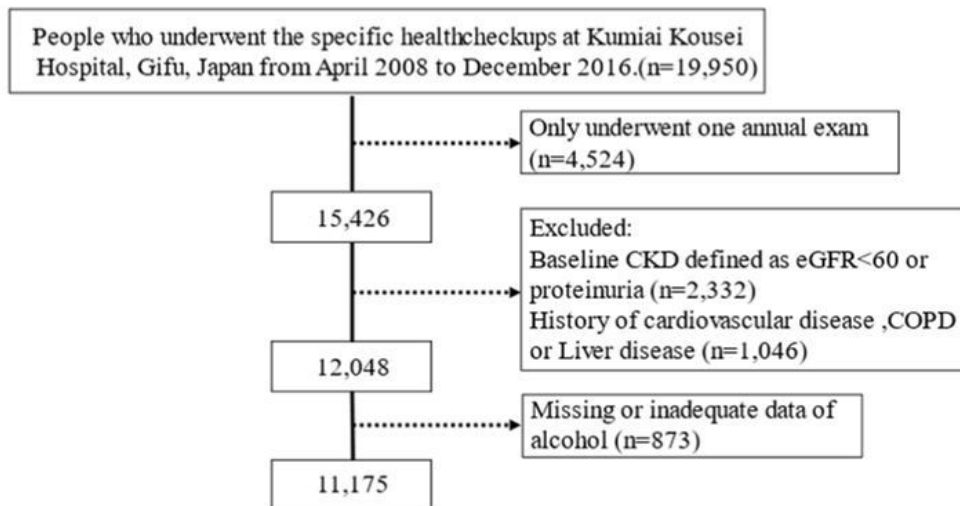 People who underwent the specific healthcheckups at Kumiai Kousei
Hospital, Gifu, Japan from April 2008 to December 2016.(n=19,950)
Only underwent one annual exam
(n=4,524)
15,426
Excluded:
Baseline CKD defined as eGFR<60 or
proteinuria (n=2,332)
History of cardiovascular disease ,COPD
or Liver disease (n=1,046)
12,048
Missing or inadequate data of
alcohol (n=873)
11,175